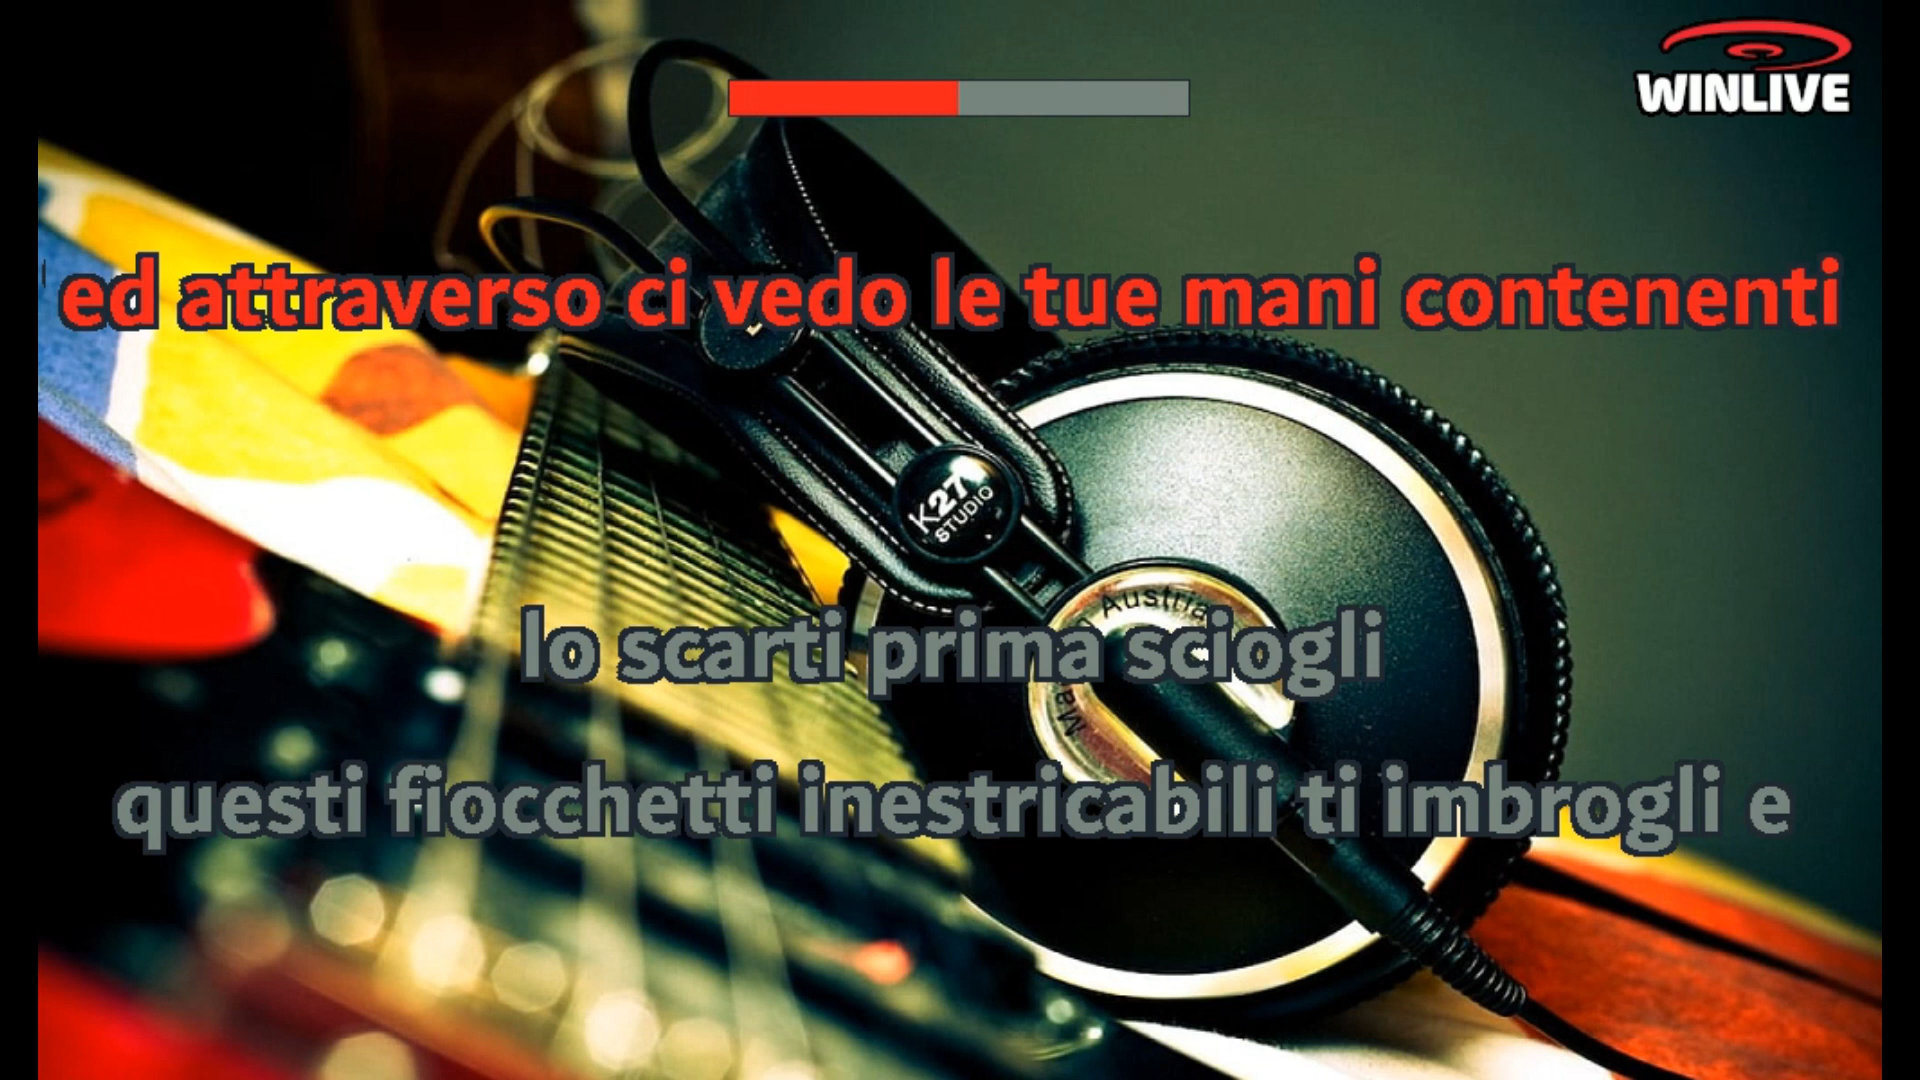 WINLIVE
ed attraverso ci vedo le tue mani contenenti
K271
STUDIO
Austria
lo scarti prima sciogli
Ma
questi fiocchetti inestricabili ti imbrogli e